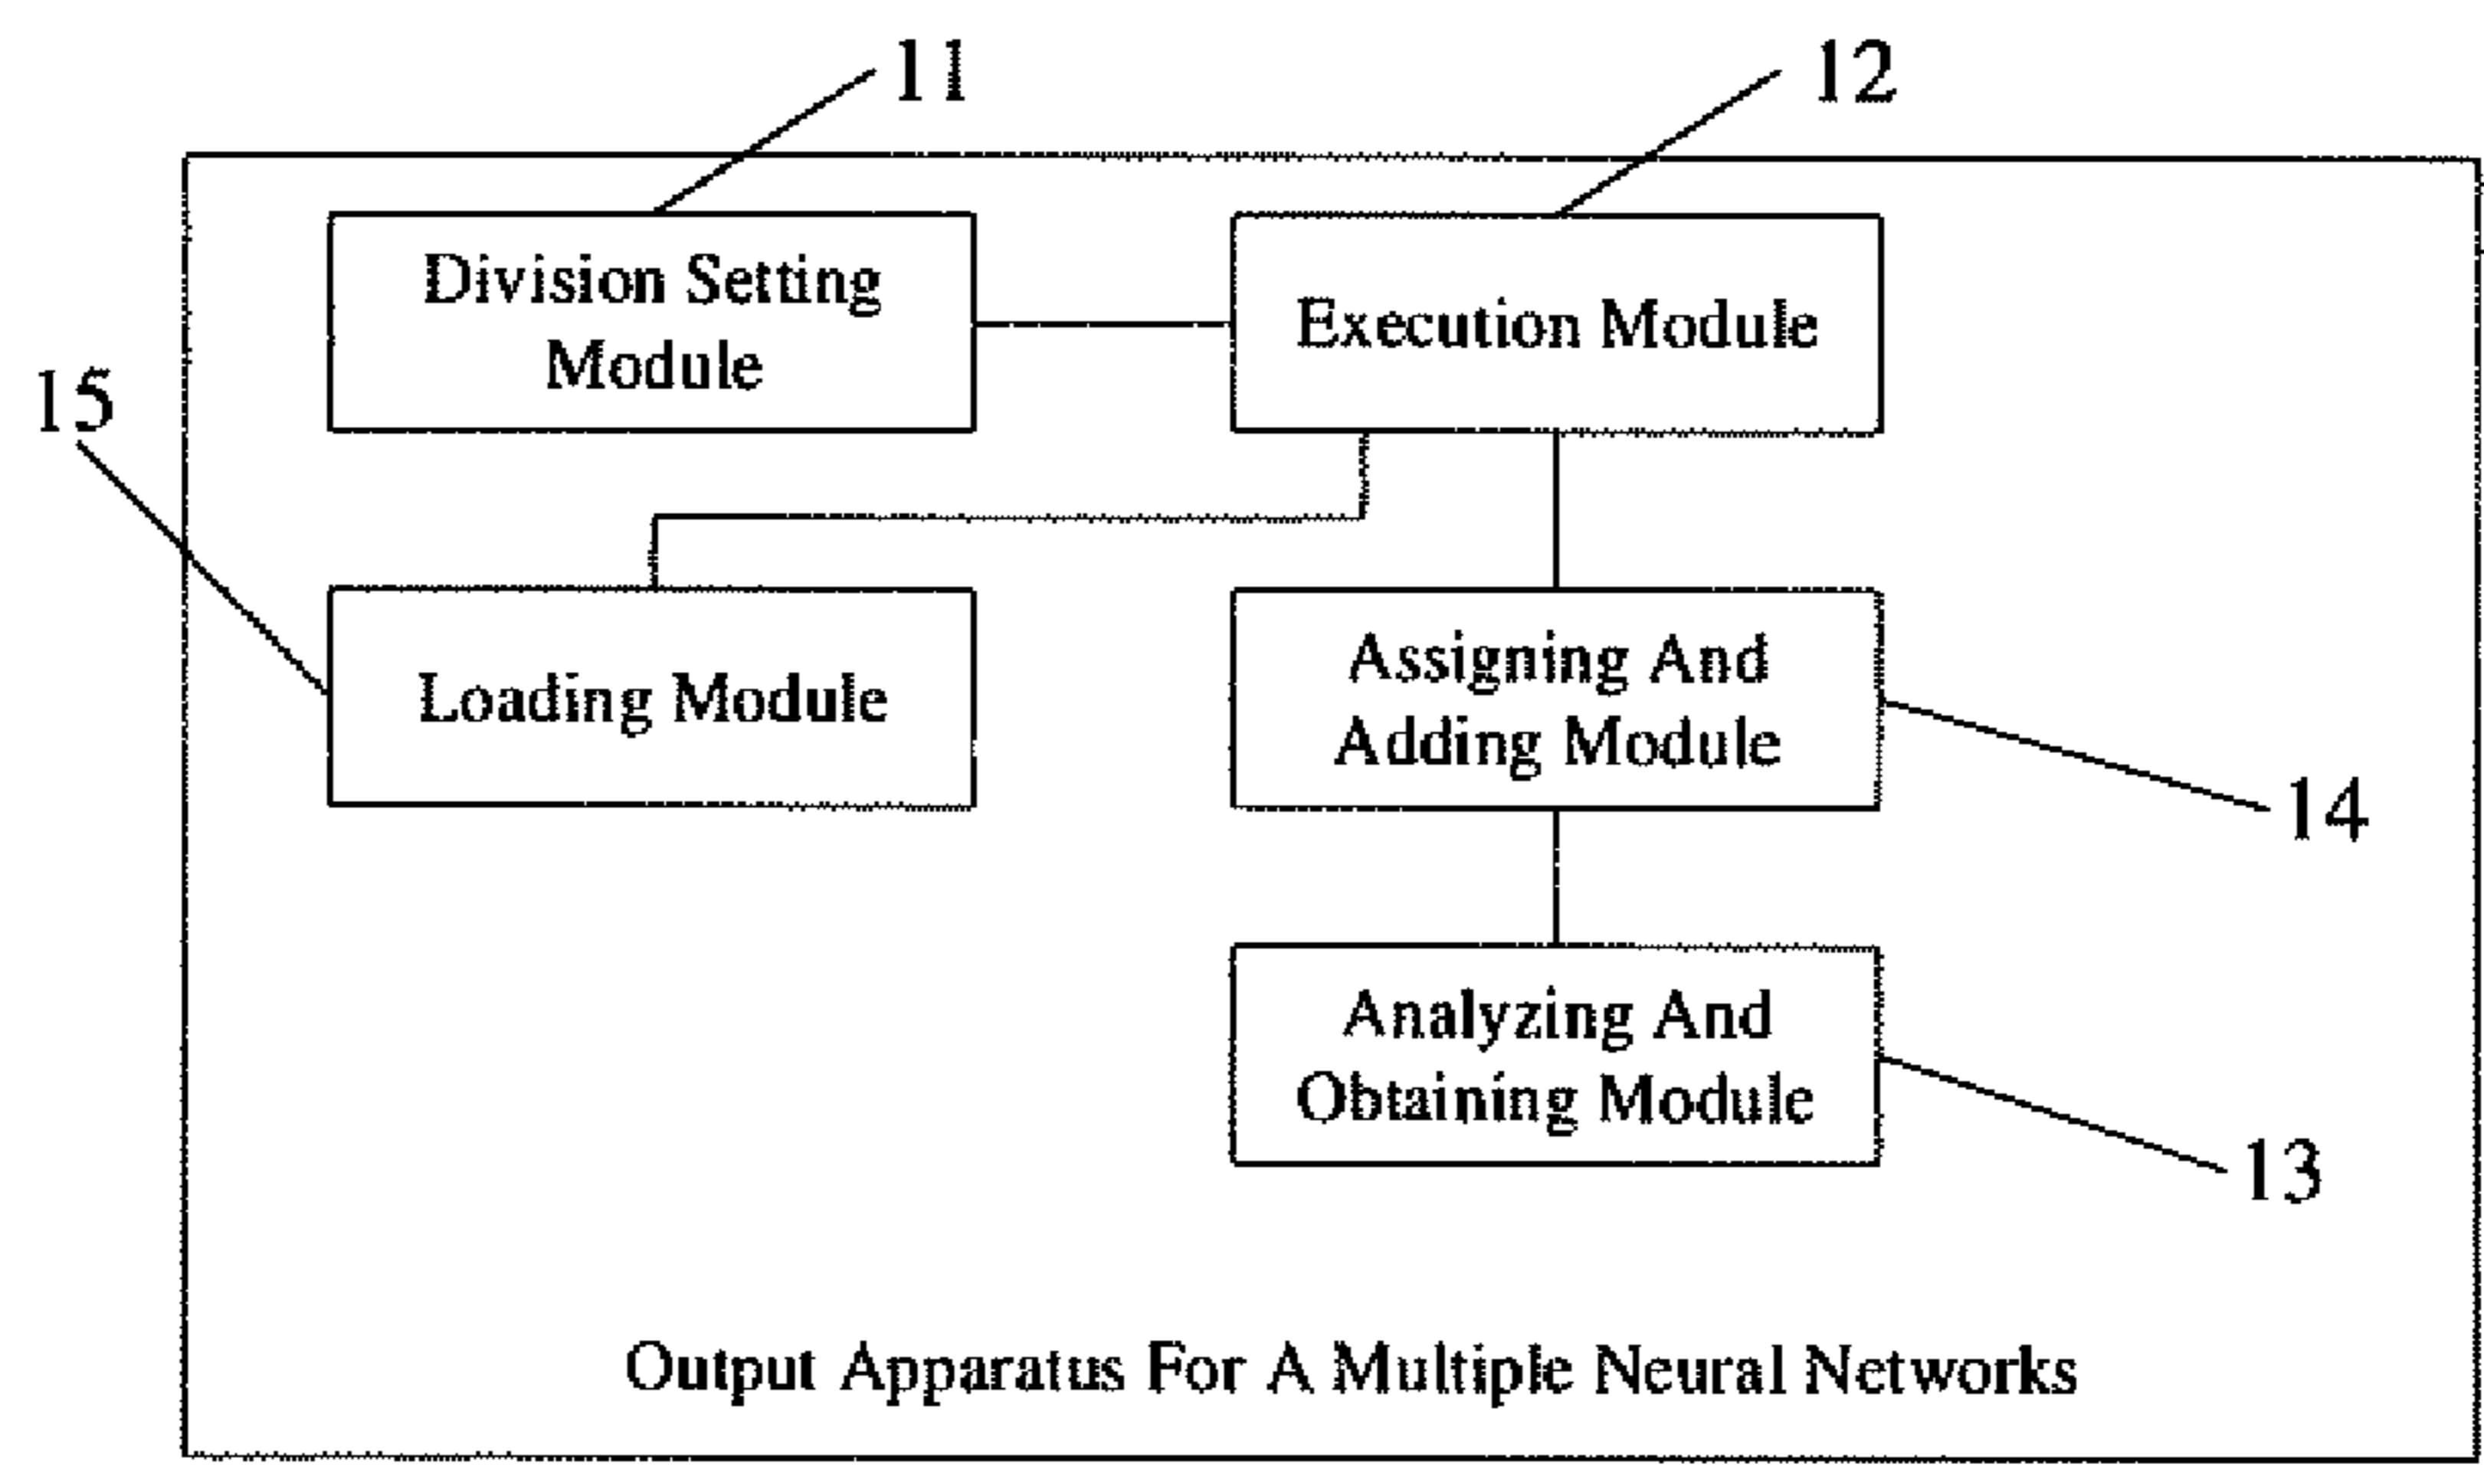 11
12
Division Setting
Module
Execution Module
15
Loading Module
Assigning And
Adding Module
14
Analyzing And
Obtaining Module
13
Output Apparatus For A Multiple Neural Networks